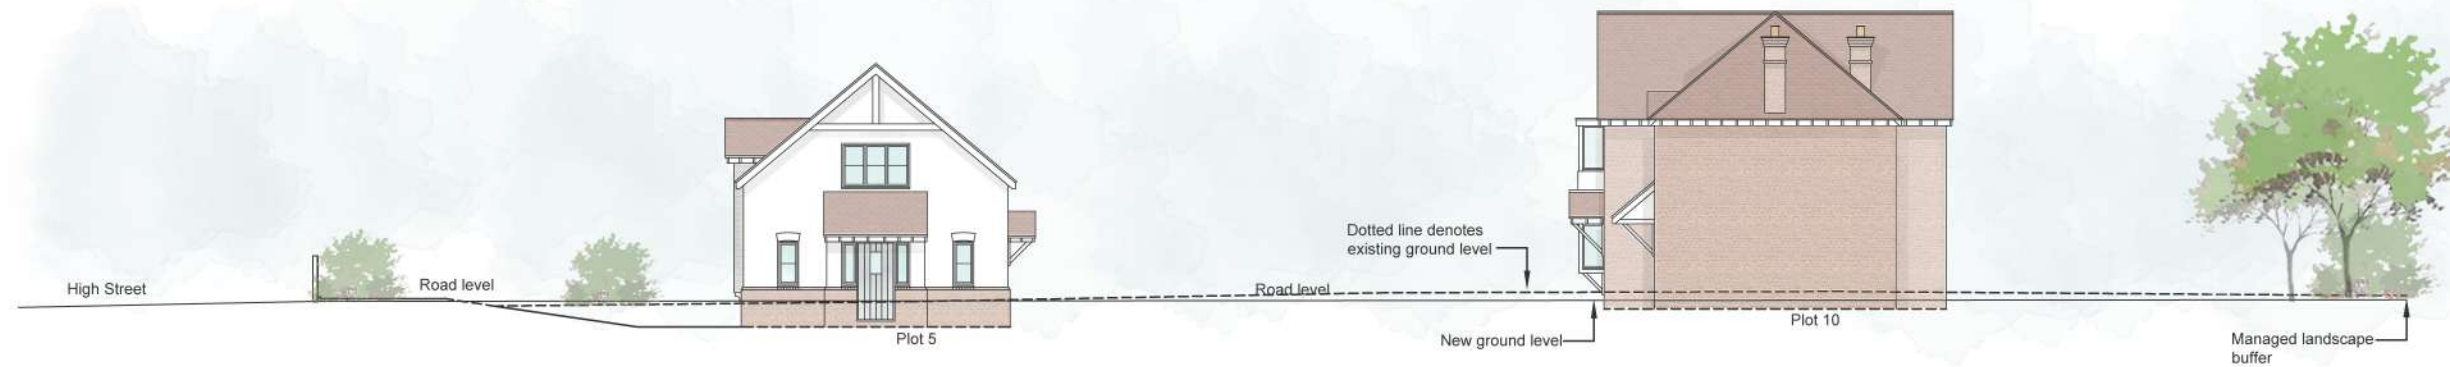 High Street
Road level
Plot 5
Road level
Dotted line denotes
existing ground level
New ground level
Plot 10
Managed landscape
buffer